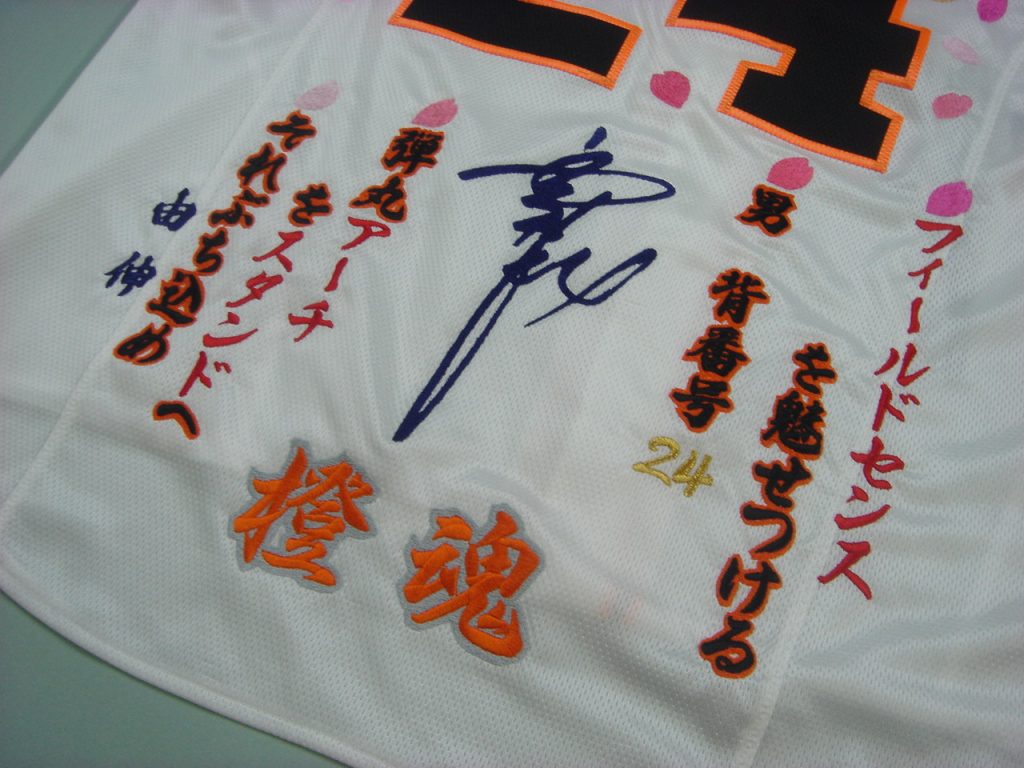 24
フィールドセンス
を魅せつける
男 背番号24
弾丸アーチ
をスタンドへ
それぶち込め
由伸
橙魂